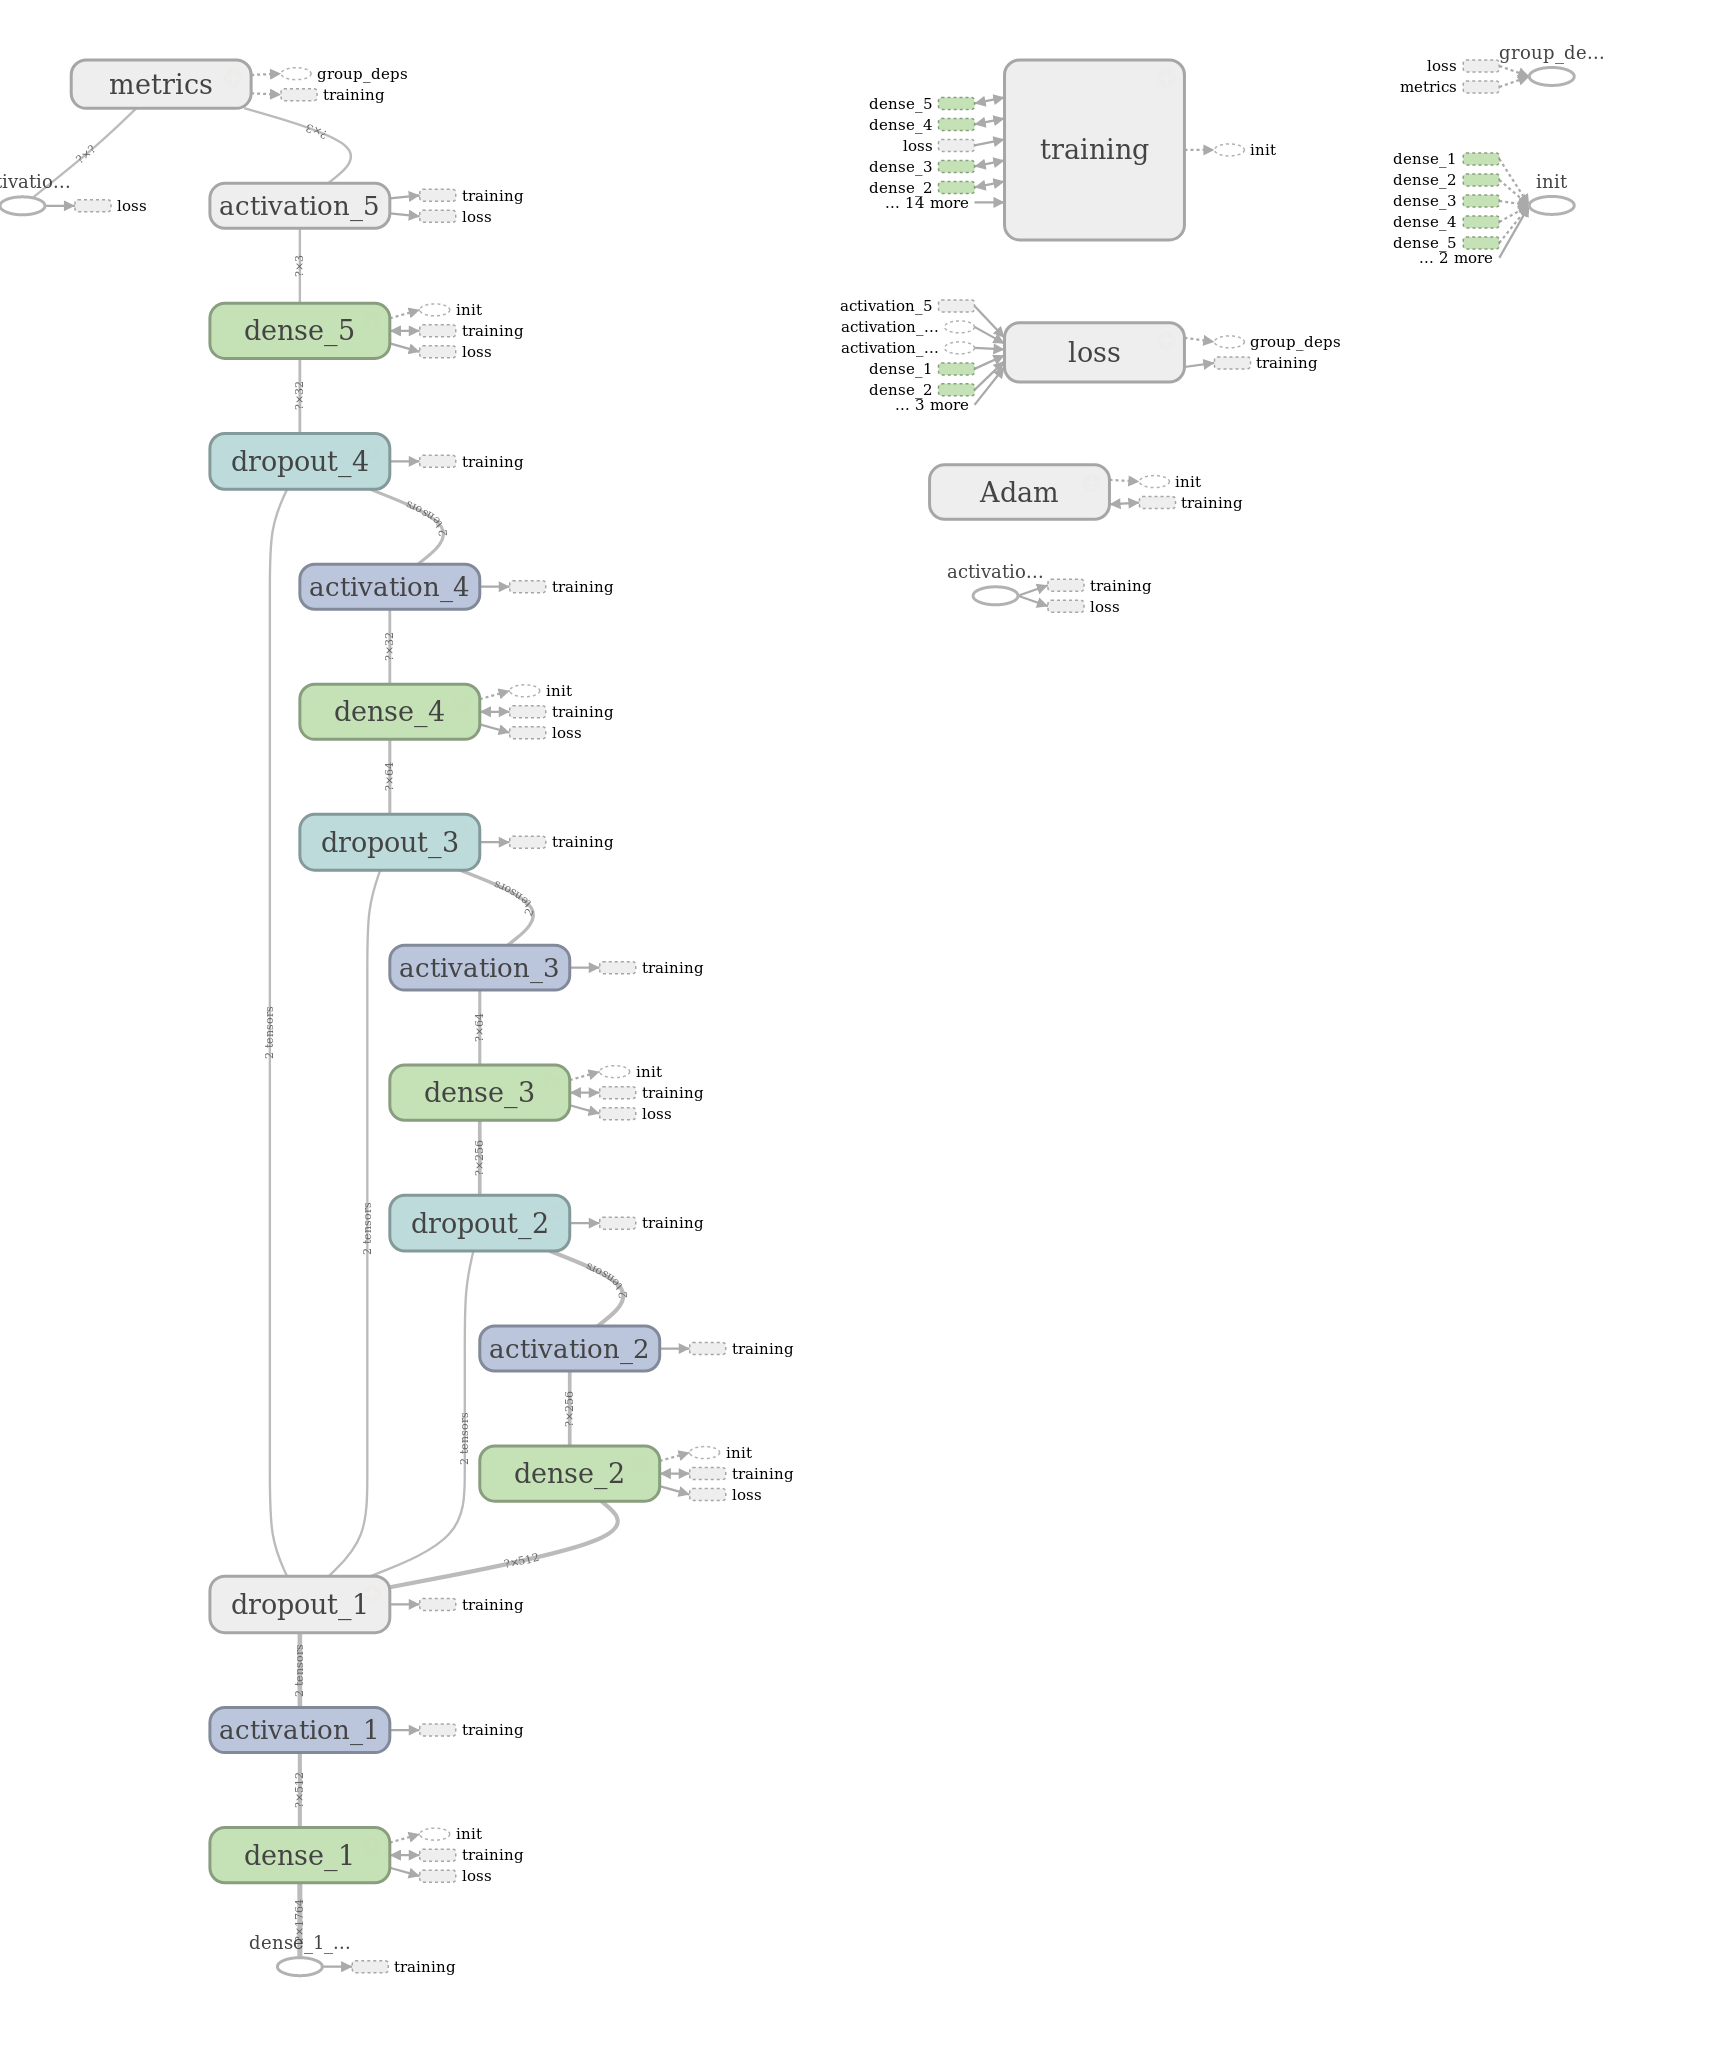 metrics
group_deps
training
?×?
?×3
tivatio...
loss
activation_5
training
loss
?×3
dense_5
init
training
loss
?×32
dropout_4
training
2 tensors
activation_4
training
?×32
dense_4
init
training
loss
?×64
dropout_3
training
2 tensors
activation_3
training
?×64
2 tensors
dense_3
init
training
loss
?×256
dropout_2
training
2 tensors
2 tensors
activation_2
training
?×256
2 tensors
dense_2
init
training
loss
?×512
dropout_1
training
2 tensors
activation_1
training
?×512
dense_1
init
training
loss
?×1764
dense_1_...
training
dense_5
dense_4
loss
dense_3
dense_2
... 14 more
training
init
activation_5
activation_...
activation_...
dense_1
dense_2
... 3 more
loss
group_deps
training
Adam
init
training
activatio...
training
loss
group_de...
loss
metrics
dense_1
dense_2
dense_3
dense_4
dense_5
... 2 more
init